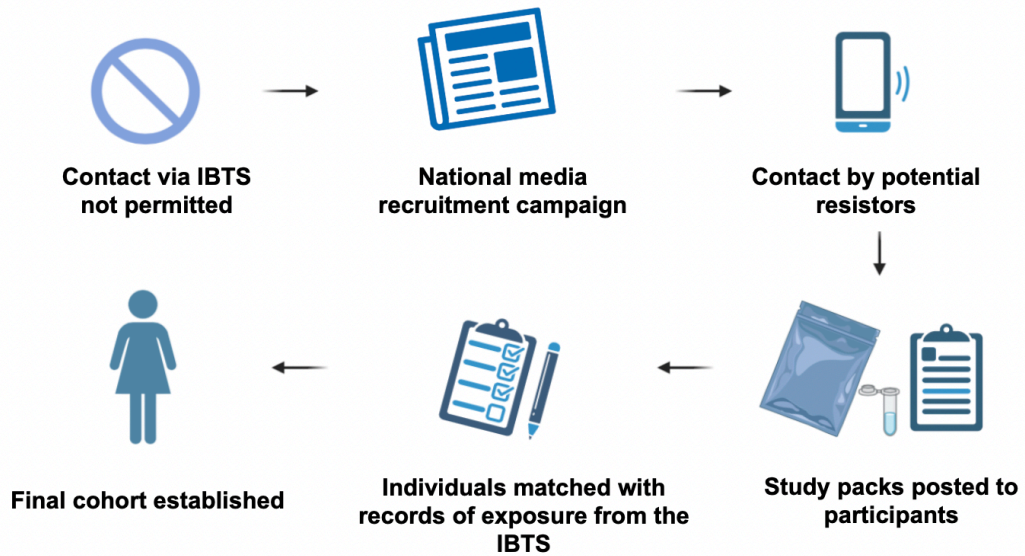 Contact via IBTS
not permitted
National media
recruitment campaign
Contact by potential
resistors
Study packs posted to
participants
Individuals matched with
records of exposure from the
IBTS
Final cohort established